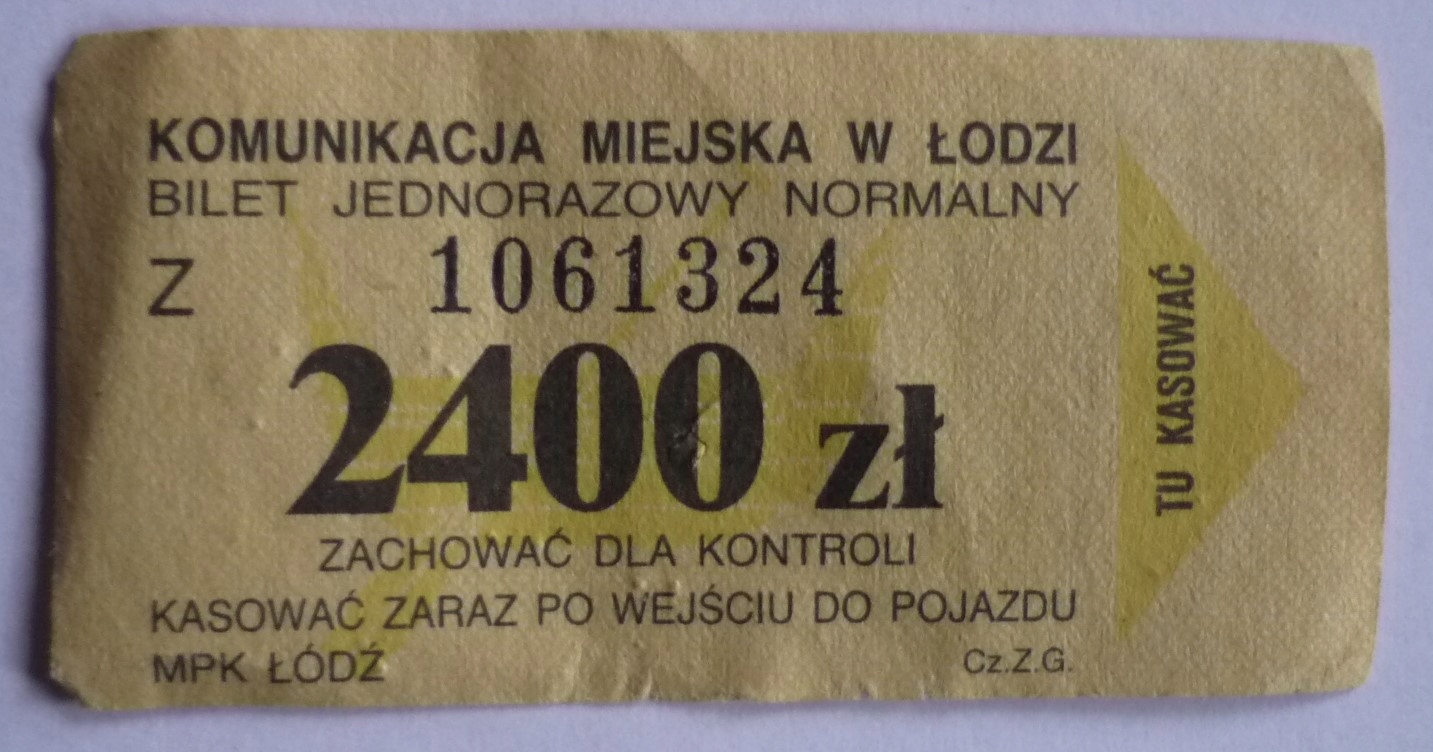 KOMUNIKACJA MIEJSKA W ŁODZI
BILET JEDNORAZOWY NORMALNY
Z 1061324
2400 zł
ZACHOWAĆ DLA KONTROLI
KASOWAĆ ZARAZ PO WEJŚCIU DO POJAZDU
MPK ŁÓDŹ Cz.Z.G.
TU KASOWAĆ